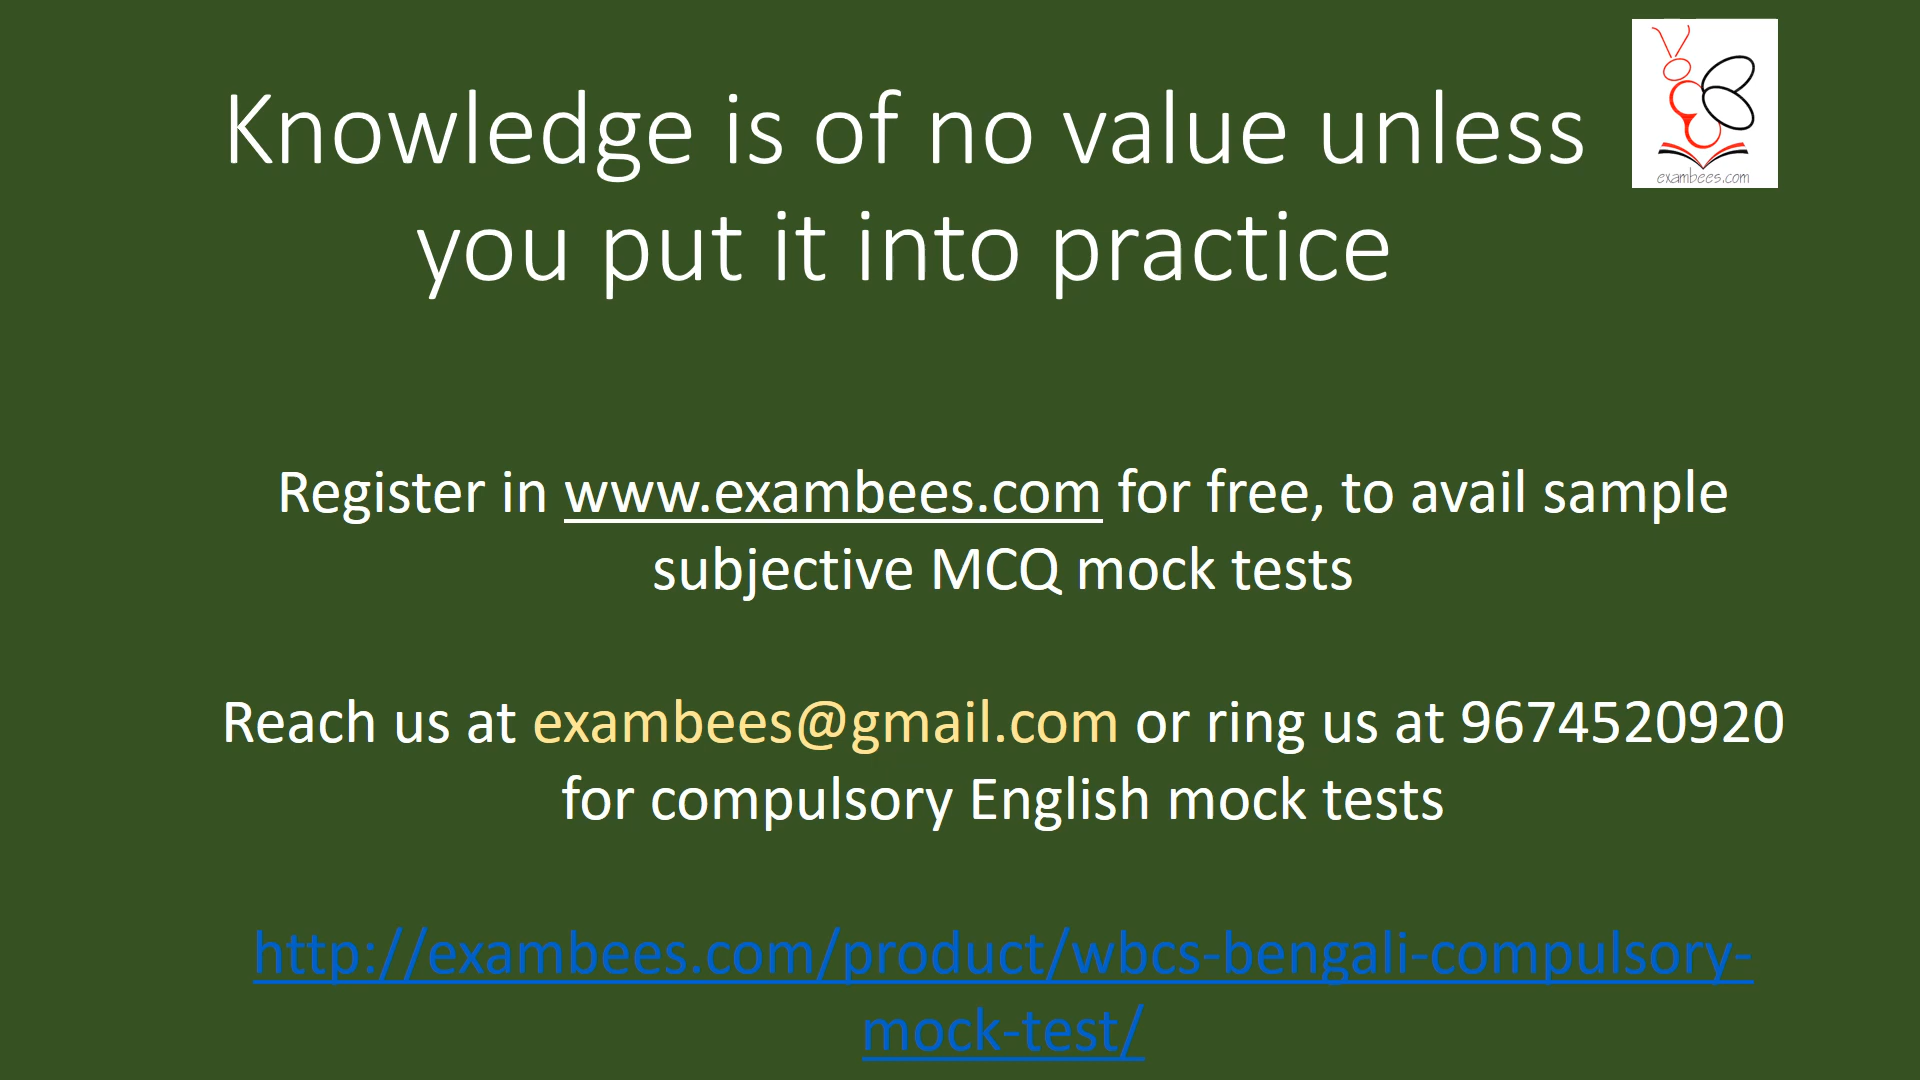 Knowledge is of no value unless
you put it into practice
exambees.com
Register in www.exambees.com for free, to avail sample
subjective MCQ mock tests
Reach us at exambees@gmail.com or ring us at 9674520920
for compulsory English mock tests
http://exambees.com/product/wbcs-bengali-compulsory-
mock-test/